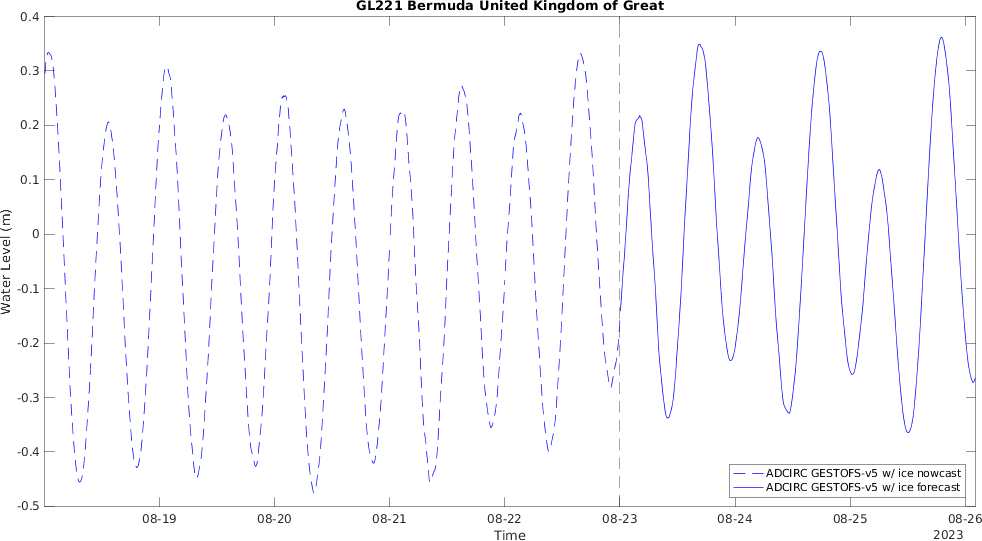 GL221 Bermuda United Kingdom of Great
Water Level (m)
0.4
0.3
0.2
0.1
0
-0.1
-0.2
-0.3
-0.4
-0.5
ADCIRC GESTOFS-v5 w/ ice nowcast
ADCIRC GESTOFS-v5 w/ ice forecast
08-19 08-20 08-21 08-22 08-23 08-24 08-25 08-26
Time
2023